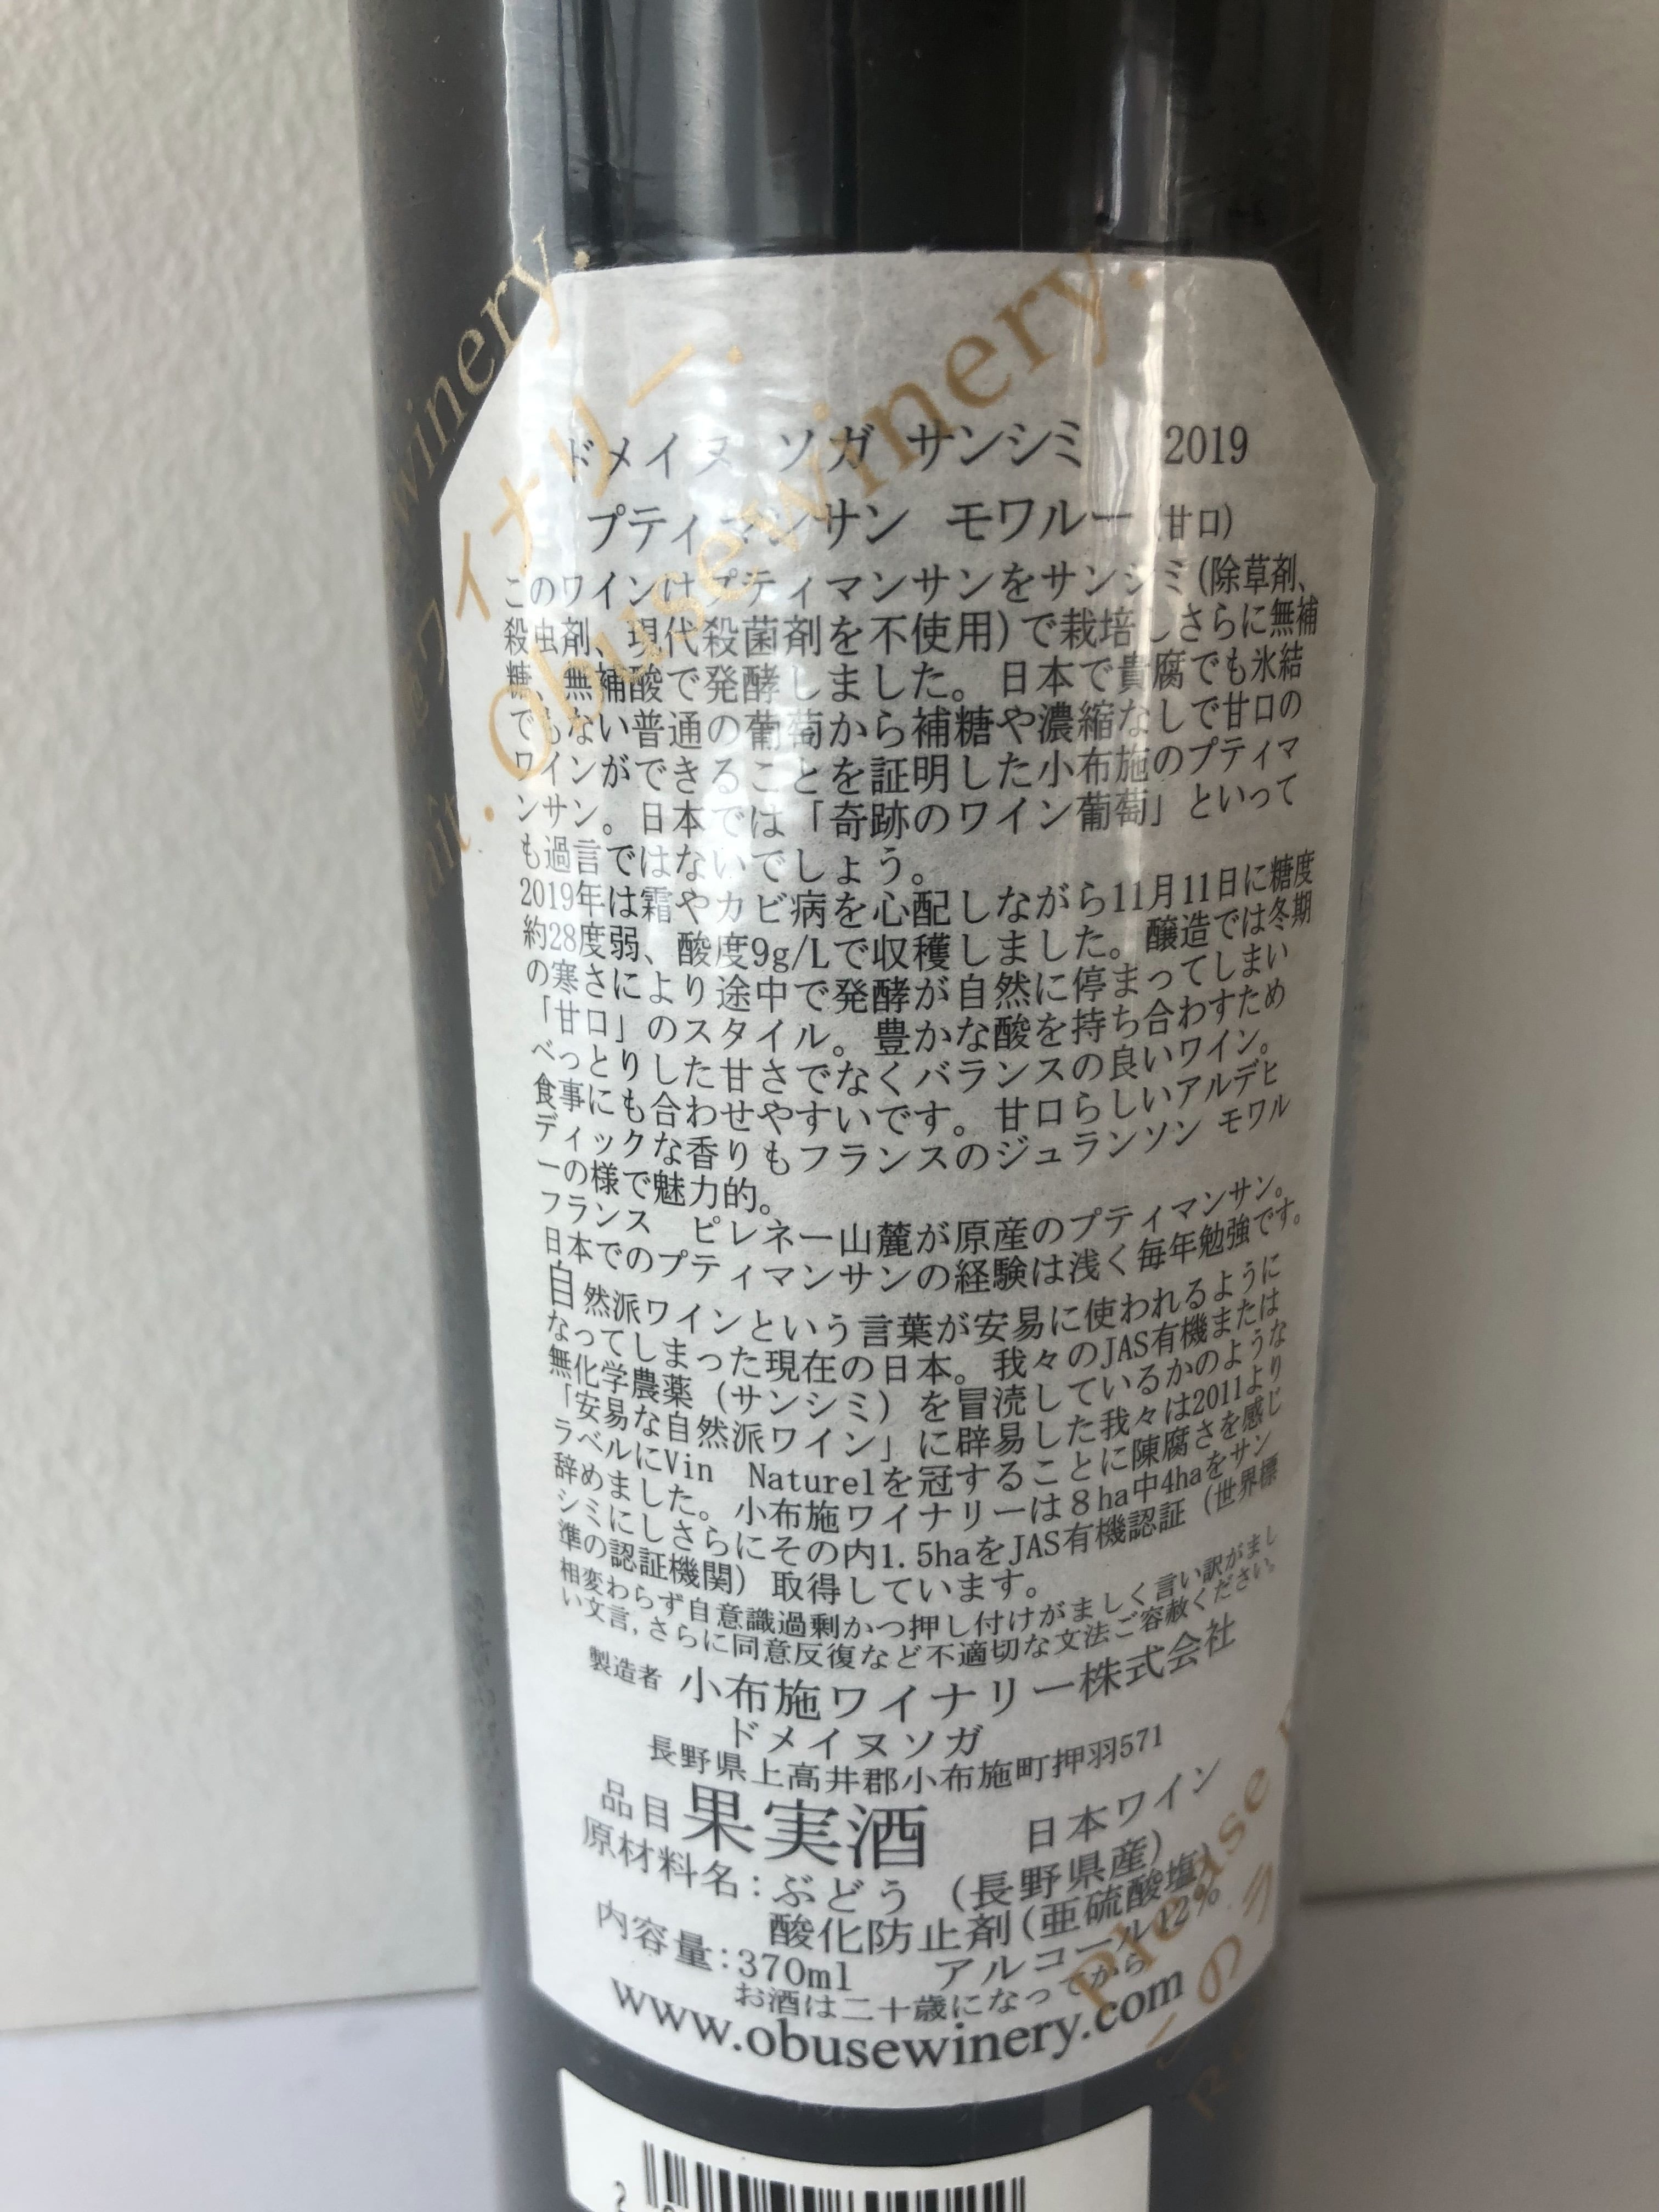 ドメイヌ ソガ サンシミ 2019
プティマンサン モワルー (甘口)
このワインはプティマンサンをサンシミ(除草剤、
殺虫剤、現代殺菌剤を不使用)で栽培しさらに無補
糖、無補酸で発酵しました。日本で貴腐でも氷結
でもない普通の葡萄から補糖や濃縮なしで甘口の
ワインができることを証明した小布施のプティマ
ンサン。日本では「奇跡のワイン葡萄」といって
も過言ではないでしょう。
2019年は霜やカビ病を心配しながら11月11日に糖度
約28度弱、酸度9g/Lで収穫しました。醸造では冬期
の寒さにより途中で発酵が自然に停まってしまい
「甘口」のスタイル。豊かな酸を持ち合わすため
べっとりした甘さでなくバランスの良いワイン。
食事にも合わせやすいです。甘口らしいアルデヒ
ディックな香りもフランスのジュランソン モワル
ーの様で魅力的。
フランス ピレネー山麓が原産のプティマンサン。
日本でのプティマンサンの経験は浅く毎年勉強です。
自然派ワインという言葉が安易に使われるように
なってしまった現在の日本。我々のJAS有機または
無化学農薬（サンシミ）を冒涜しているかのような
「安易な自然派ワイン」に辟易した我々は2011より
ラベルにVin Naturelを冠することに陳腐さを感じ
辞めました。小布施ワイナリーは8ha中4haをサン
シミにしさらにその内1.5haをJAS有機認証（世界標
準の認証機関）取得しています。
相変わらず自意識過剰かつ押し付けがましく言い訳がまし
い文言,さらに同意反復など不適切な文法ご容赦ください。
製造者 小布施ワイナリー株式会社
ドメイヌソガ
長野県上高井郡小布施町押羽571
品目 果実酒 日本ワイン
原材料名:ぶどう（長野県産）
酸化防止剤(亜硫酸塩)
内容量:370ml アルコール12%
お酒は二十歳になってから
www.obusewinery.com
winery.
ワイナリー.
Obusewinery.
Please